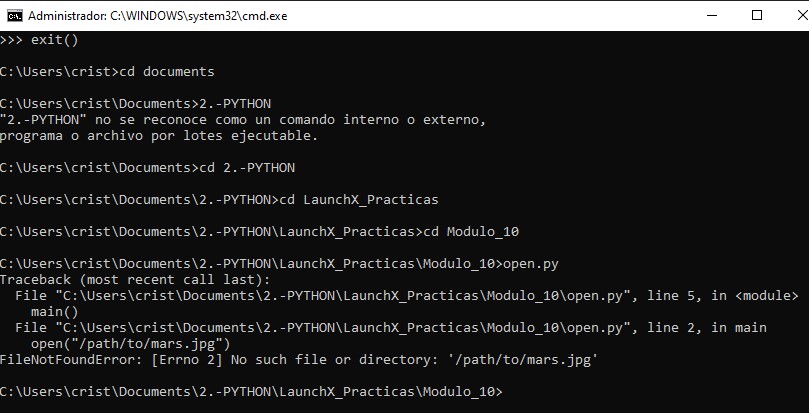 Administrador: C:\WINDOWS\system32\cmd.exe
>>> exit()
C:\Users\crist>cd documents
C:\Users\crist\Documents>2.-PYTHON
"2.-PYTHON" no se reconoce como un comando interno o externo,
programa o archivo por lotes ejecutable.
C:\Users\crist\Documents>cd 2.-PYTHON
C:\Users\crist\Documents\2.-PYTHON>cd LaunchX_Practicas
C:\Users\crist\Documents\2.-PYTHON\LaunchX_Practicas>cd Modulo_10
C:\Users\crist\Documents\2.-PYTHON\LaunchX_Practicas\Modulo_10>open.py
Traceback (most recent call last):
  File "C:\Users\crist\Documents\2.-PYTHON\LaunchX_Practicas\Modulo_10\open.py", line 5, in <module>
    main()
  File "C:\Users\crist\Documents\2.-PYTHON\LaunchX_Practicas\Modulo_10\open.py", line 2, in main
    open("/path/to/mars.jpg")
FileNotFoundError: [Errno 2] No such file or directory: '/path/to/mars.jpg'
C:\Users\crist\Documents\2.-PYTHON\LaunchX_Practicas\Modulo_10>